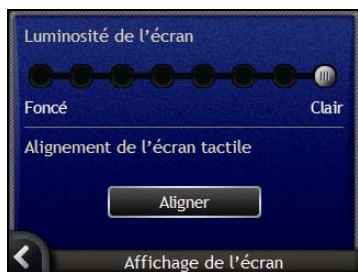 Luminosité de l'écran
Foncé Clair
Alignement de l'écran tactile
Aligner
Affichage de l'écran